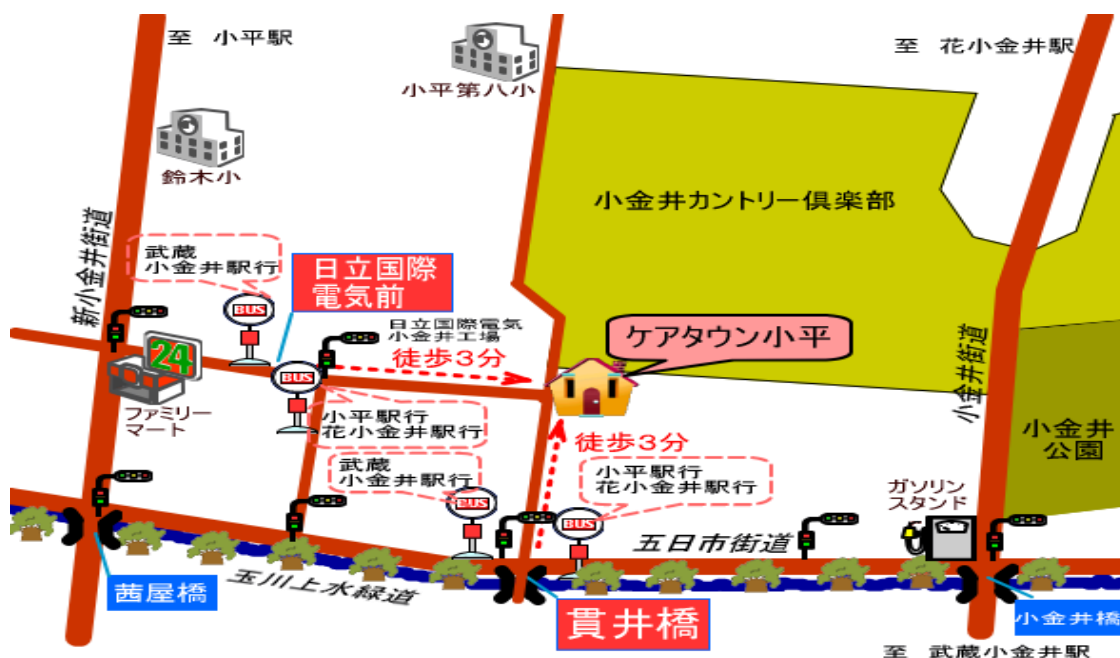 至 小平駅
至 花小金井駅
小平第八小
鈴木小
小金井カントリー倶楽部
新小金井街道
武蔵
小金井駅行
日立国際
電気前
BUS
日立国際電気
小金井工場
徒歩3分
ケアタウン小平
24
ファミリー
マート
BUS
小平駅行
花小金井駅行
小金井街道
小金井
公園
徒歩3分
武蔵
小金井駅行
BUS
小平駅行
花小金井駅行
BUS
ガソリン
スタンド
五日市街道
玉川上水緑道
茜屋橋
貫井橋
小金井橋
至 武蔵小金井駅